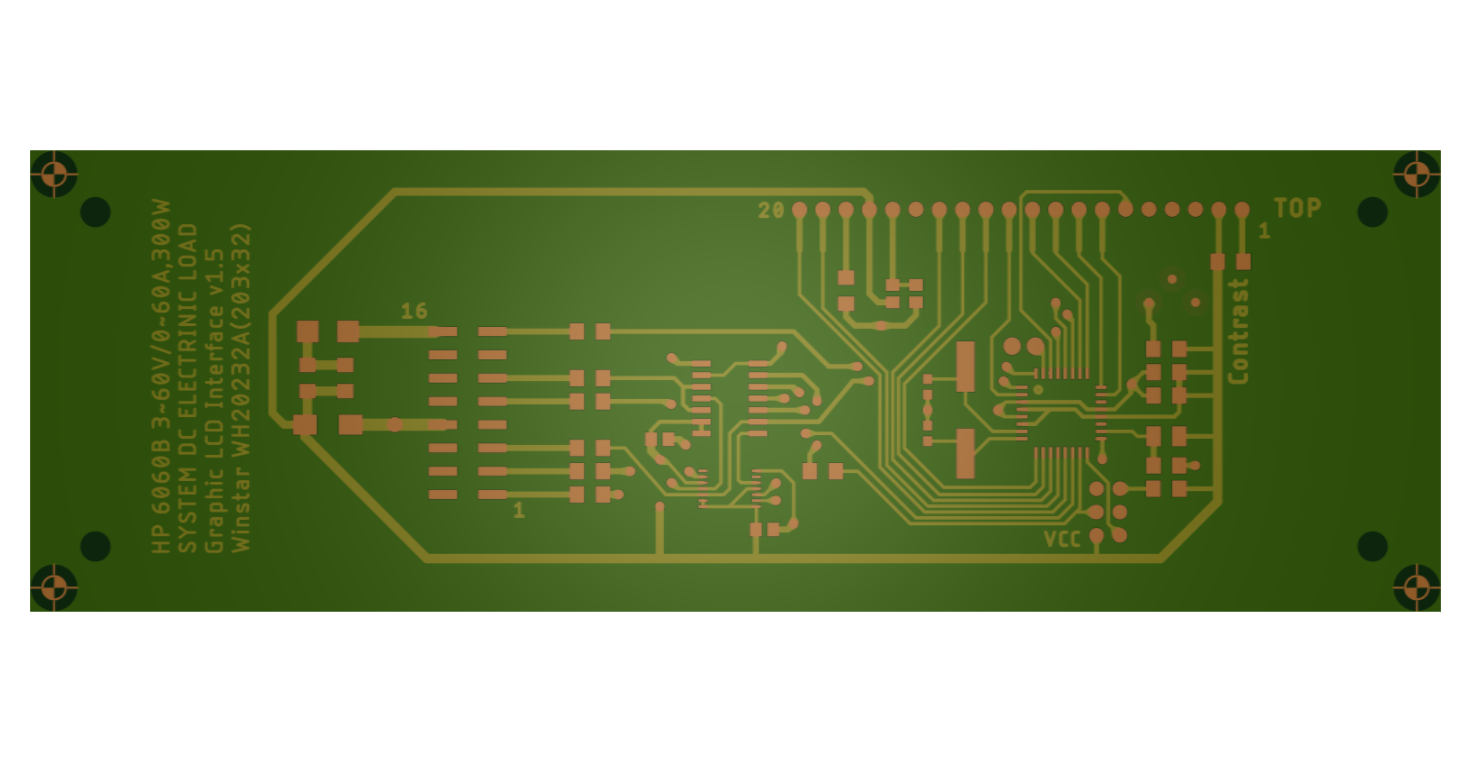 HP 6060B 3~60V/0~60A,300W
SYSTEM DC ELECTRINIC LOAD
Graphic LCD Interface v1.5
Winstar WH20232A(203x32)
16
1
20
TOP
1
Contrast
VCC